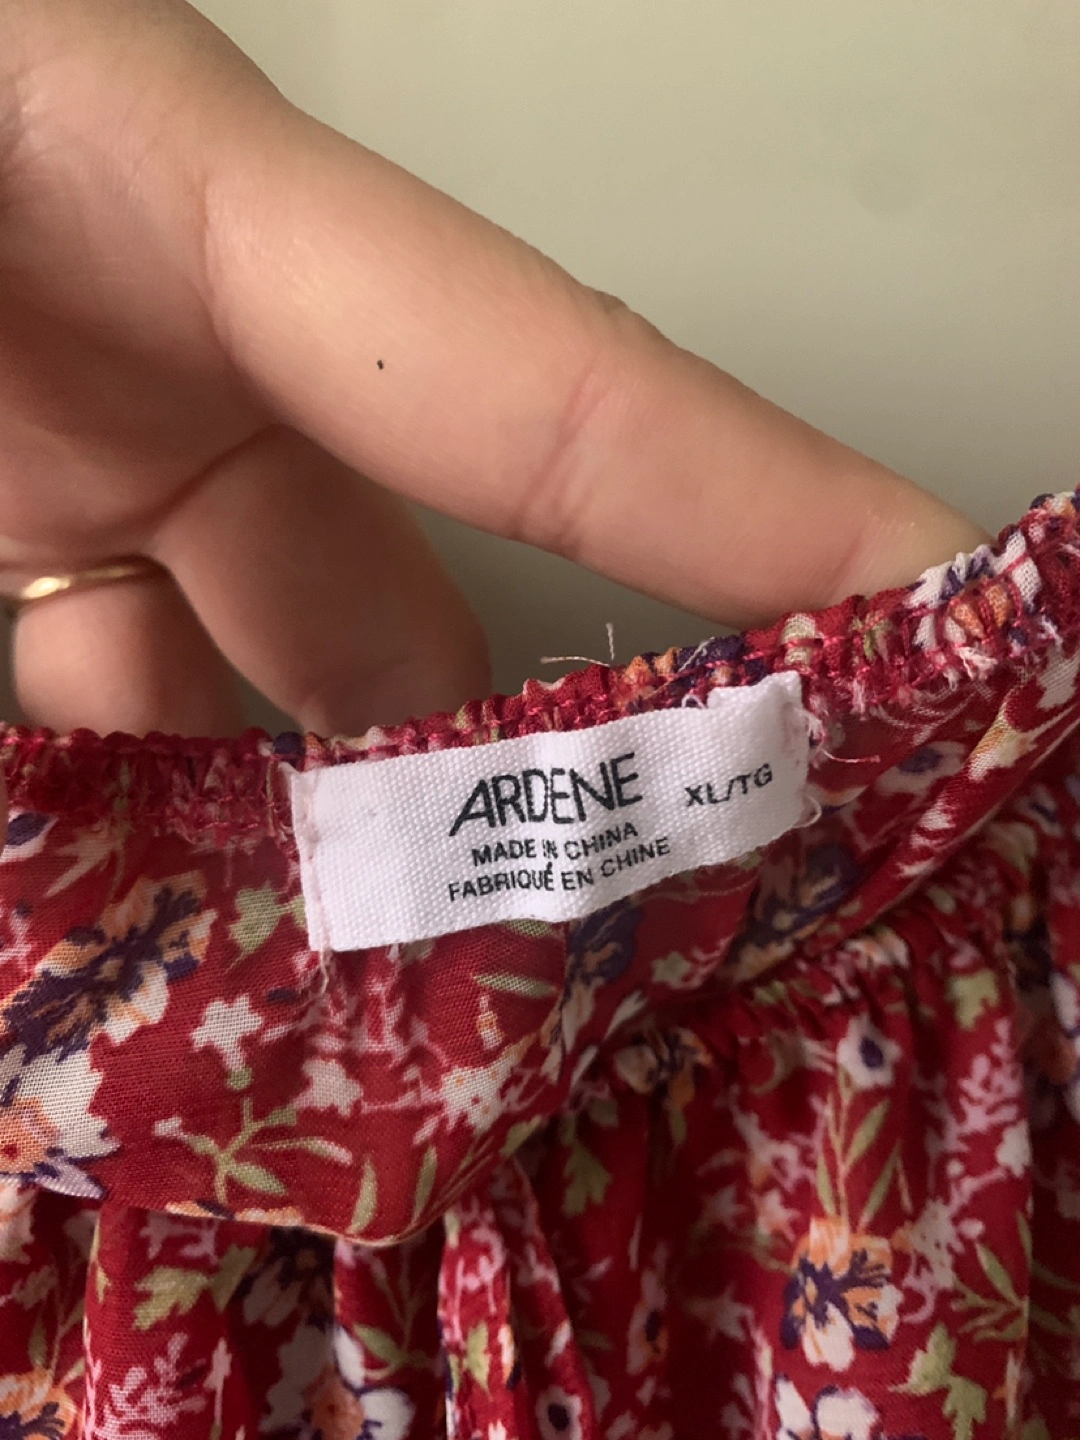 ARDENE XL/TG
MADE IN CHINA
FABRIQUÉ EN CHINE